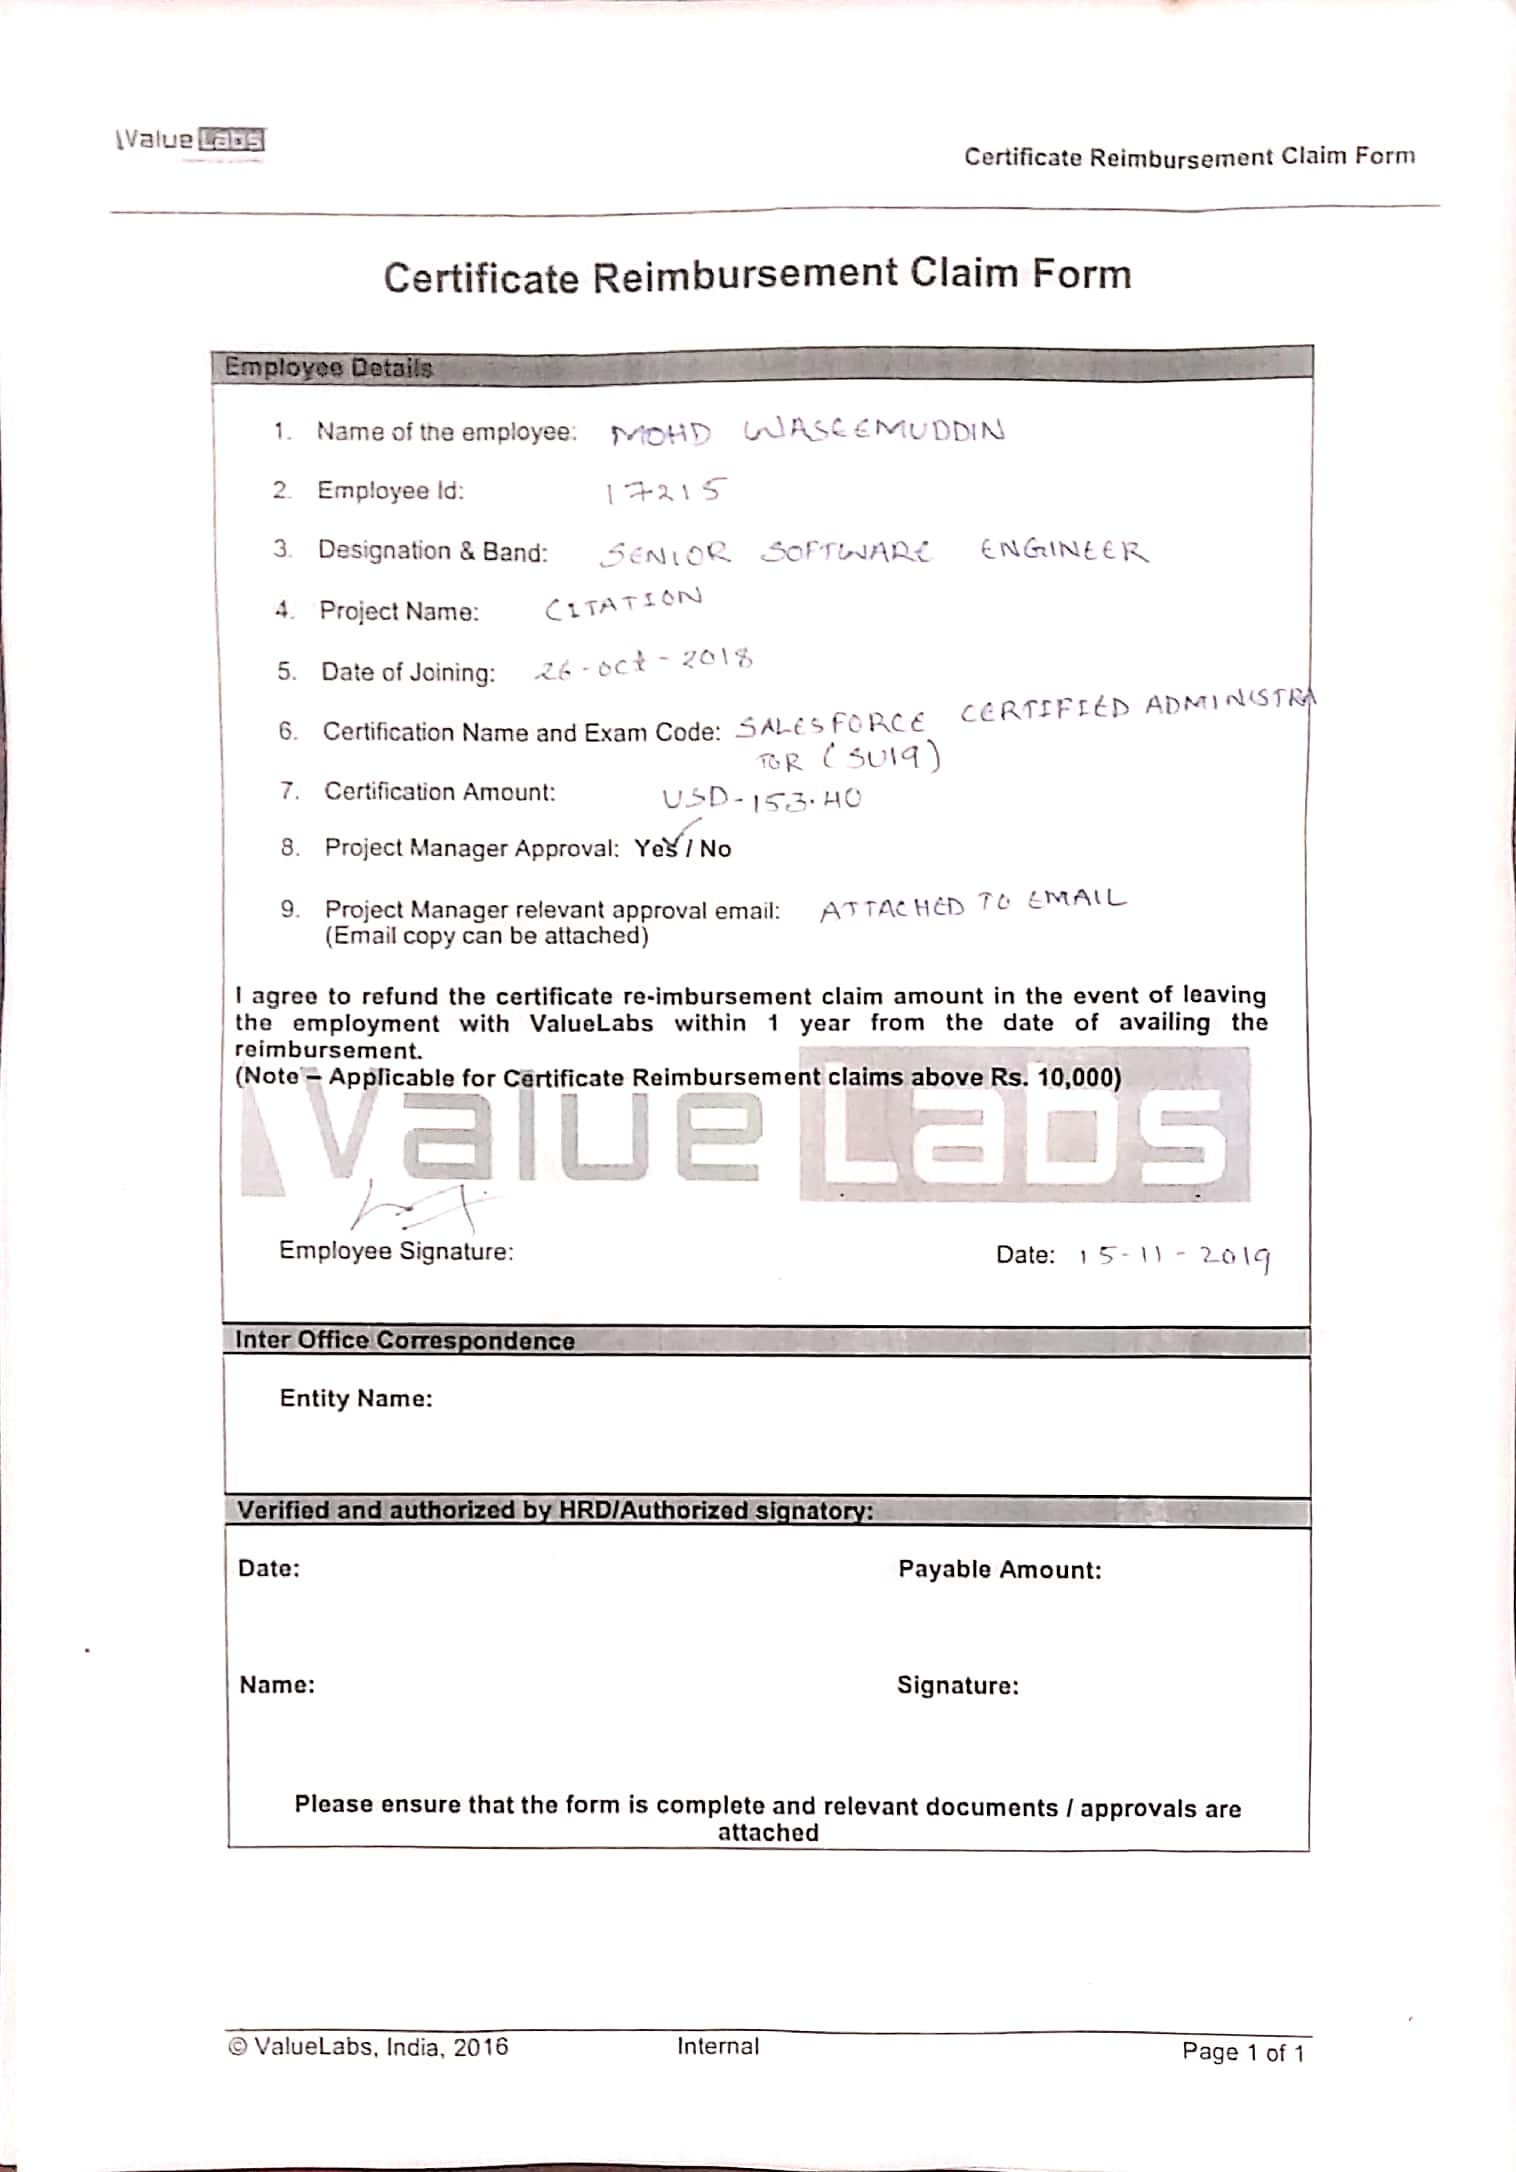 ValueLabs
Certificate Reimbursement Claim Form
Certificate Reimbursement Claim Form
Employee Details
1. Name of the employee: MOHD WASEEMUDDIN
2. Employee Id: 17215
3. Designation & Band: SENIOR SOFTWARE ENGINEER
4. Project Name: CITATION
5. Date of Joining: 26-oct-2018
6. Certification Name and Exam Code: SALESFORCE CERTIFIED ADMINISTRA
TOR (SU19)
7. Certification Amount: USD-153.40
8. Project Manager Approval: Yes / No
9. Project Manager relevant approval email: ATTACHED TO EMAIL
(Email copy can be attached)
I agree to refund the certificate re-imbursement claim amount in the event of leaving
the employment with ValueLabs within 1 year from the date of availing the
reimbursement.
(Note – Applicable for Certificate Reimbursement claims above Rs. 10,000)
ValueLabs
Employee Signature: Date: 15-11-2019
Inter Office Correspondence
Entity Name:
Verified and authorized by HRD/Authorized signatory:
Date: Payable Amount:
Name: Signature:
Please ensure that the form is complete and relevant documents / approvals are
attached
© ValueLabs, India, 2016 Internal Page 1 of 1